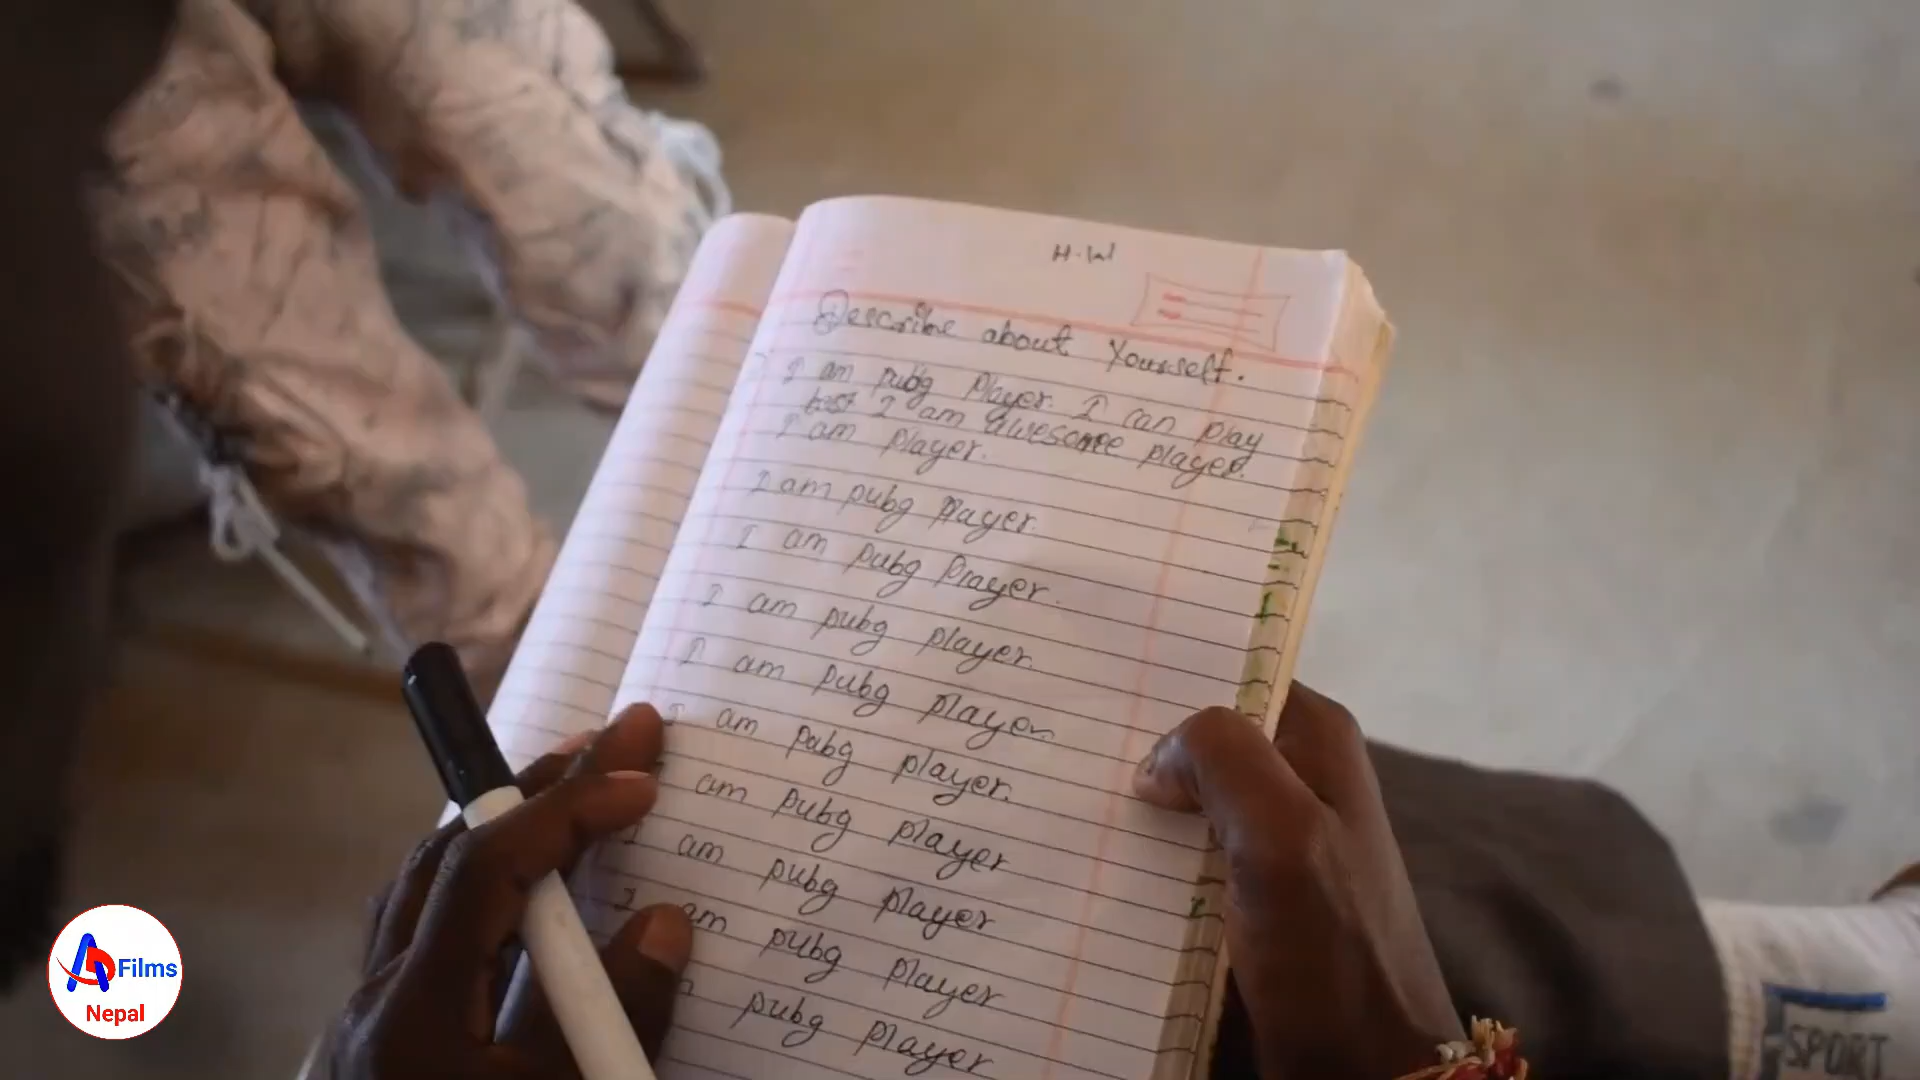 H.W
Describe about Yourself.
I am pubg Player. I can play
best I am awesome player.
I am player.
I am pubg Player.
I am pubg Player.
I am pubg player.
I am pubg player.
I am pubg player.
am pubg player
I am pubg player
I am pubg player
pubg player
AD Films
Nepal
SPORT